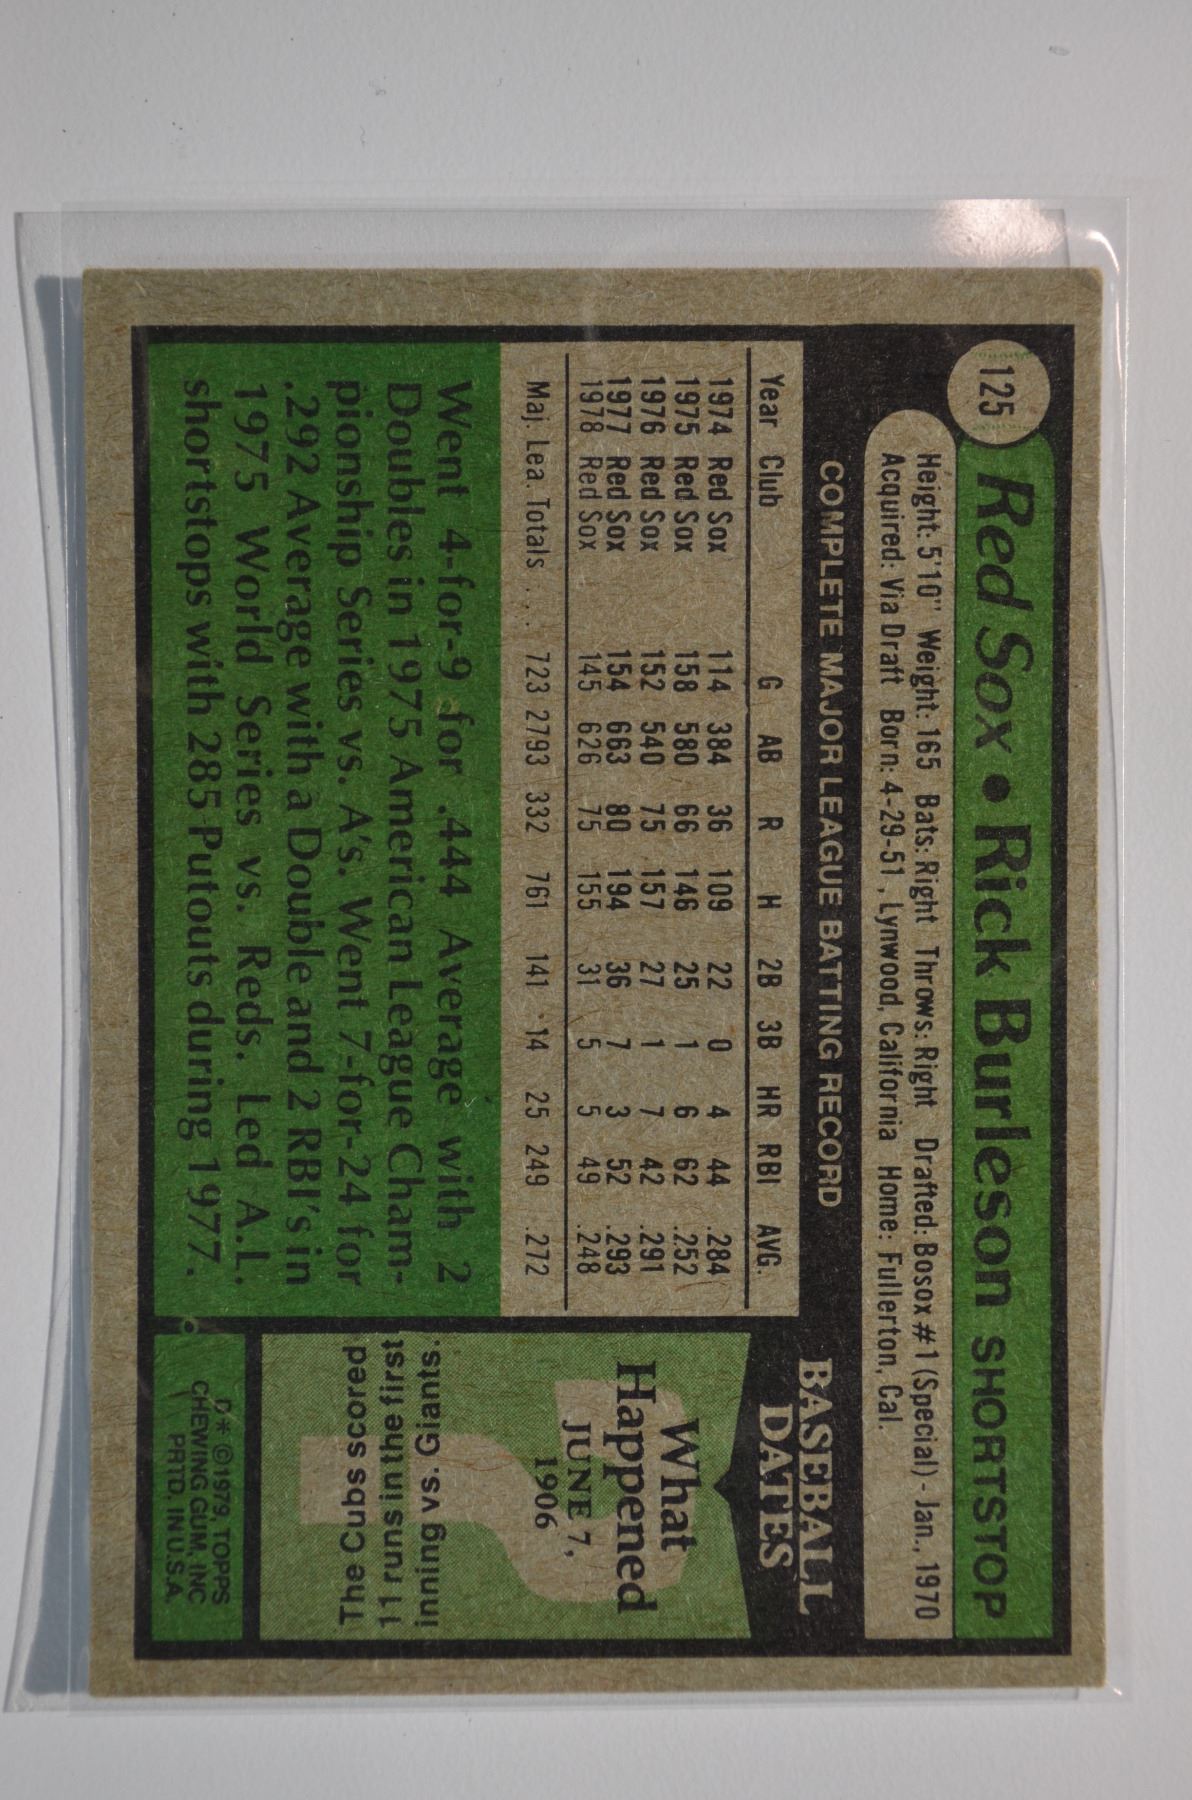 125
Red Sox • Rick Burleson SHORTSTOP
Height: 5'10" Weight: 165 Bats: Right Throws: Right Drafted: Bosox #1 (Special) - Jan., 1970
Acquired: Via Draft Born: 4-29-51, Lynwood, California Home: Fullerton, Cal.
COMPLETE MAJOR LEAGUE BATTING RECORD
Year Club G AB R H 2B 3B HR RBI AVG.
1974 Red Sox 114 384 36 109 22 0 4 44 .284
1975 Red Sox 158 580 66 146 25 1 6 62 .252
1976 Red Sox 152 540 75 157 27 1 7 42 .291
1977 Red Sox 154 663 80 194 36 7 3 52 .293
1978 Red Sox 145 626 75 155 31 5 5 49 .248
Maj. Lea. Totals . . . 723 2793 332 761 141 14 25 249 .272
Went 4-for-9 for .444 Average with 2
Doubles in 1975 American League Cham-
pionship Series vs. A's. Went 7-for-24 for
.292 Average with a Double and 2 RBI's in
1975 World Series vs. Reds. Led A.L.
shortstops with 285 Putouts during 1977.
BASEBALL
DATES
What
Happened
JUNE 7,
1906
The Cubs scored
11 runs in the first
inning vs. Giants.
D* ©1979, TOPPS
CHEWING GUM, INC
PRTD. IN U.S.A.